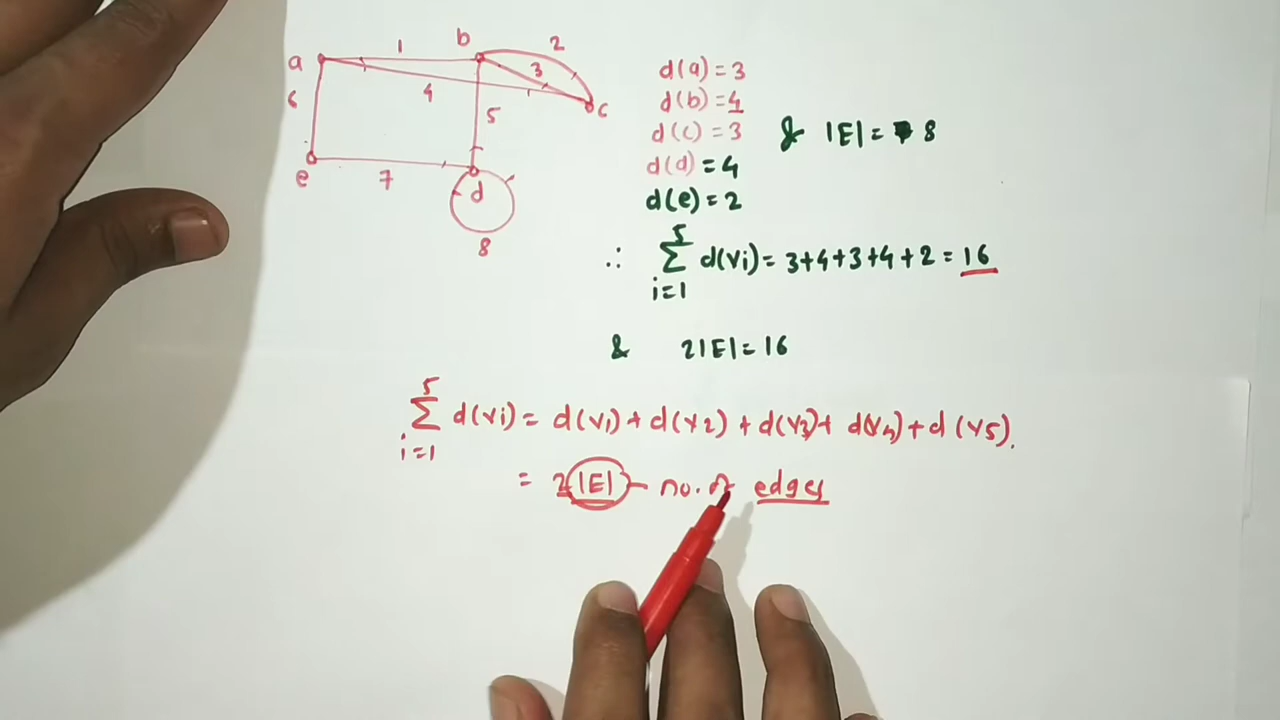 a 1 b 2
6 4 3 c
5
e 7 d
8
d(a) = 3
d(b) = 4
d(c) = 3 & |E| = 8
d(d) = 4
d(e) = 2
∴ 5∑i=1 d(vi) = 3+4+3+4+2 = 16
& 2|E| = 16
5∑i=1 d(vi) = d(v1) + d(v2) + d(v3) + d(v4) + d(v5).
= 2|E| - no. of edges